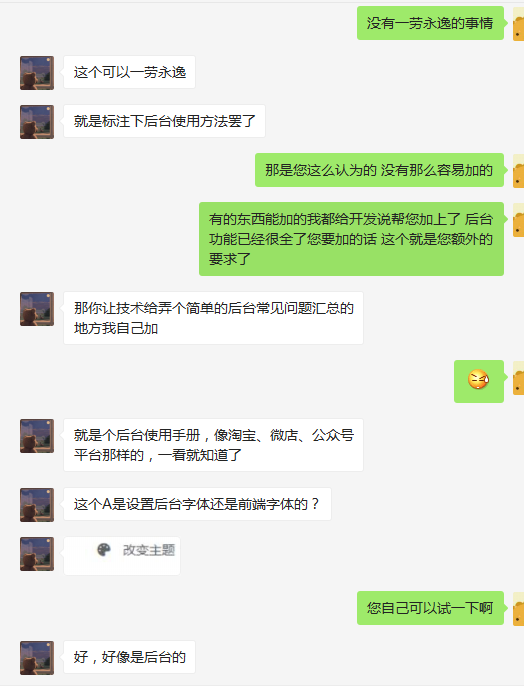 没有一劳永逸的事情
这个可以一劳永逸
就是标注下后台使用方法罢了
那是您这么认为的 没有那么容易加的
有的东西能加的我都给开发说帮您加上了 后台
功能已经很全了您要加的话 这个就是您额外的
要求了
那你让技术给弄个简单的后台常见问题汇总的
地方我自己加
就是个后台使用手册，像淘宝、微店、公众号
平台那样的，一看就知道了
这个A是设置后台字体还是前端字体的？
改变主题
您自己可以试一下啊
好，好像是后台的